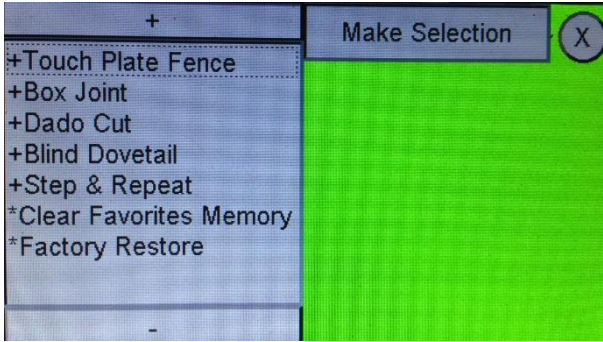 +
Make Selection
X
+Touch Plate Fence
+Box Joint
+Dado Cut
+Blind Dovetail
+Step & Repeat
*Clear Favorites Memory
*Factory Restore
-